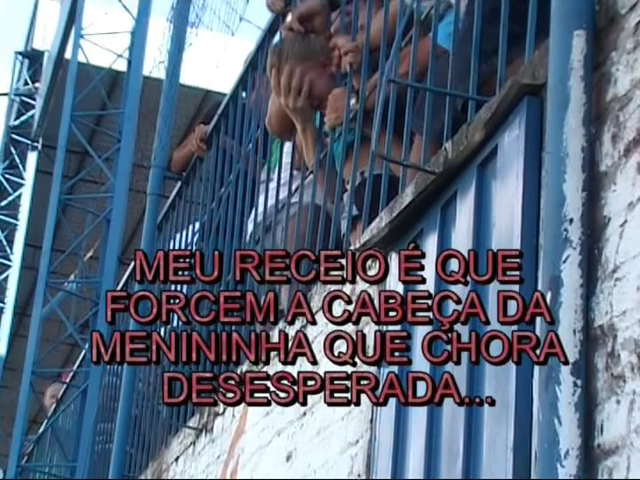 MEU RECEIO É QUE
FORCEM A CABEÇA DA
MENININHA QUE CHORA
DESESPERADA...